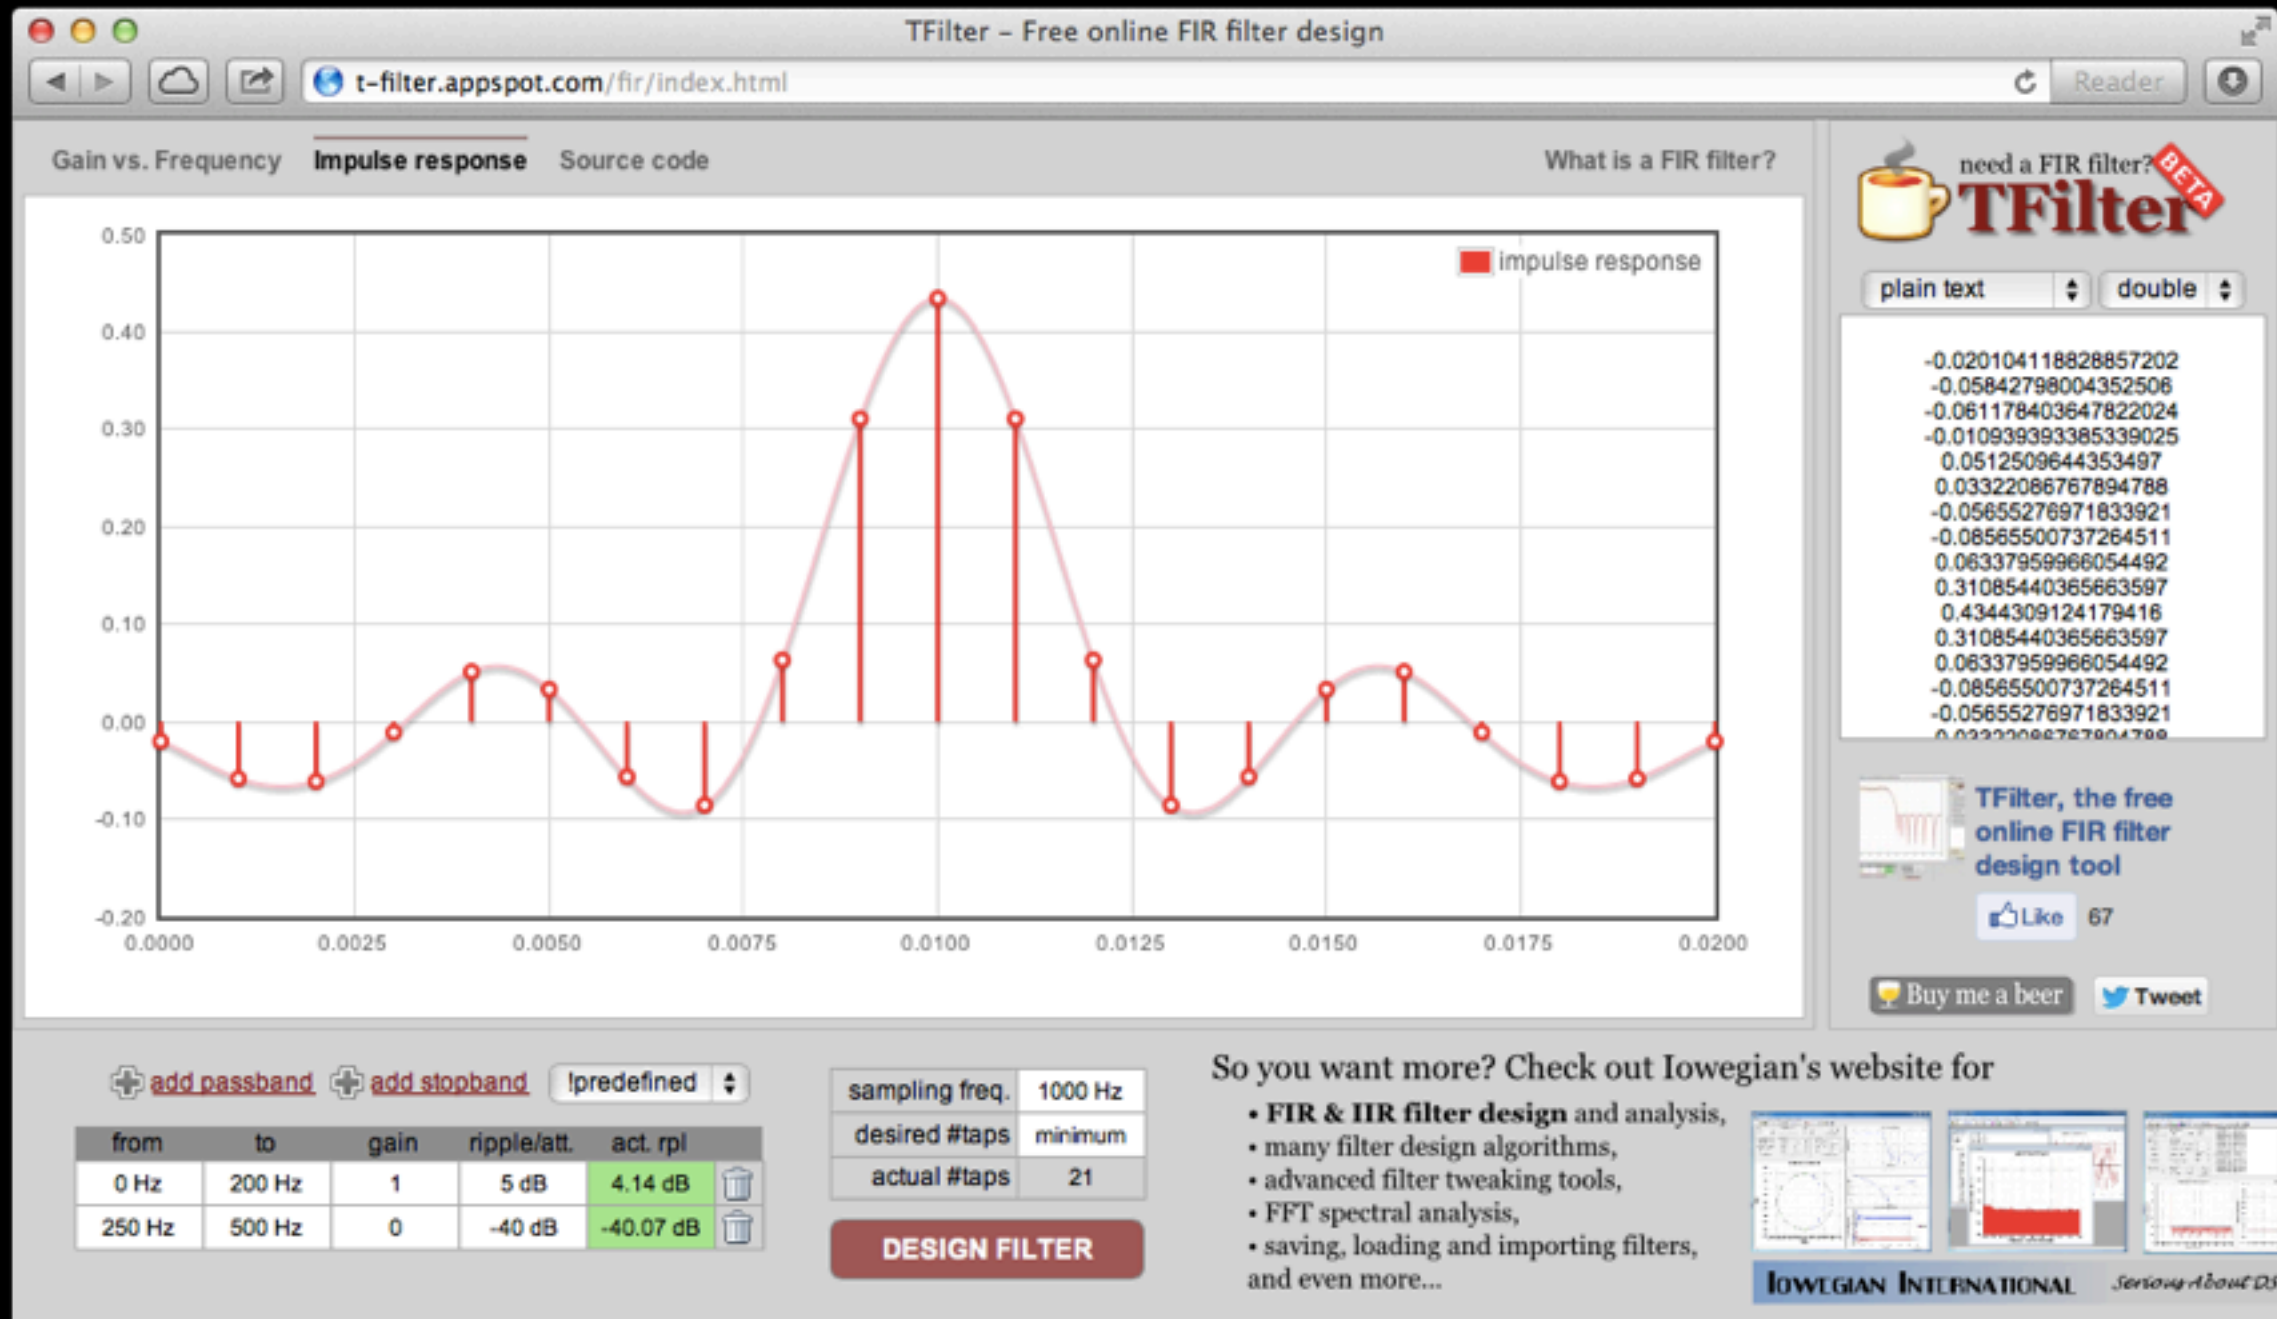 TFilter – Free online FIR filter design
t-filter.appspot.com/fir/index.html
Reader
Gain vs. Frequency
Impulse response
Source code
What is a FIR filter?
0.50
0.40
0.30
0.20
0.10
0.00
-0.10
-0.20
impulse response
0.0000
0.0025
0.0050
0.0075
0.0100
0.0125
0.0150
0.0175
0.0200
need a FIR filter?
BETA
TFilter
plain text
double
-0.020104118828857202
-0.05842798004352506
-0.0611784036478220​24
-0.010939393385339025
0.05125096443​53497
0.033220867678947​88
-0.05655276971833921
-0.08565500737264511
0.06337959966054492
0.31085440365663597
0.4344309124179416
0.31085440365663597
0.06337959966054492
-0.08565500737264511
-0.05655276971833921
0.03322086767894788
TFilter, the free
online FIR filter
design tool
Like 67
Buy me a beer
Tweet
add passband
add stopband
!predefined
from to gain ripple/att. act. rpl
0 Hz 200 Hz 1 5 dB 4.14 dB
250 Hz 500 Hz 0 -40 dB -40.07 dB
sampling freq. 1000 Hz
desired #taps minimum
actual #taps 21
DESIGN FILTER
So you want more? Check out Iowegian's website for
• FIR & IIR filter design and analysis,
• many filter design algorithms,
• advanced filter tweaking tools,
• FFT spectral analysis,
• saving, loading and importing filters,
and even more...
IOWEGIAN INTERNATIONAL
Serious About DS